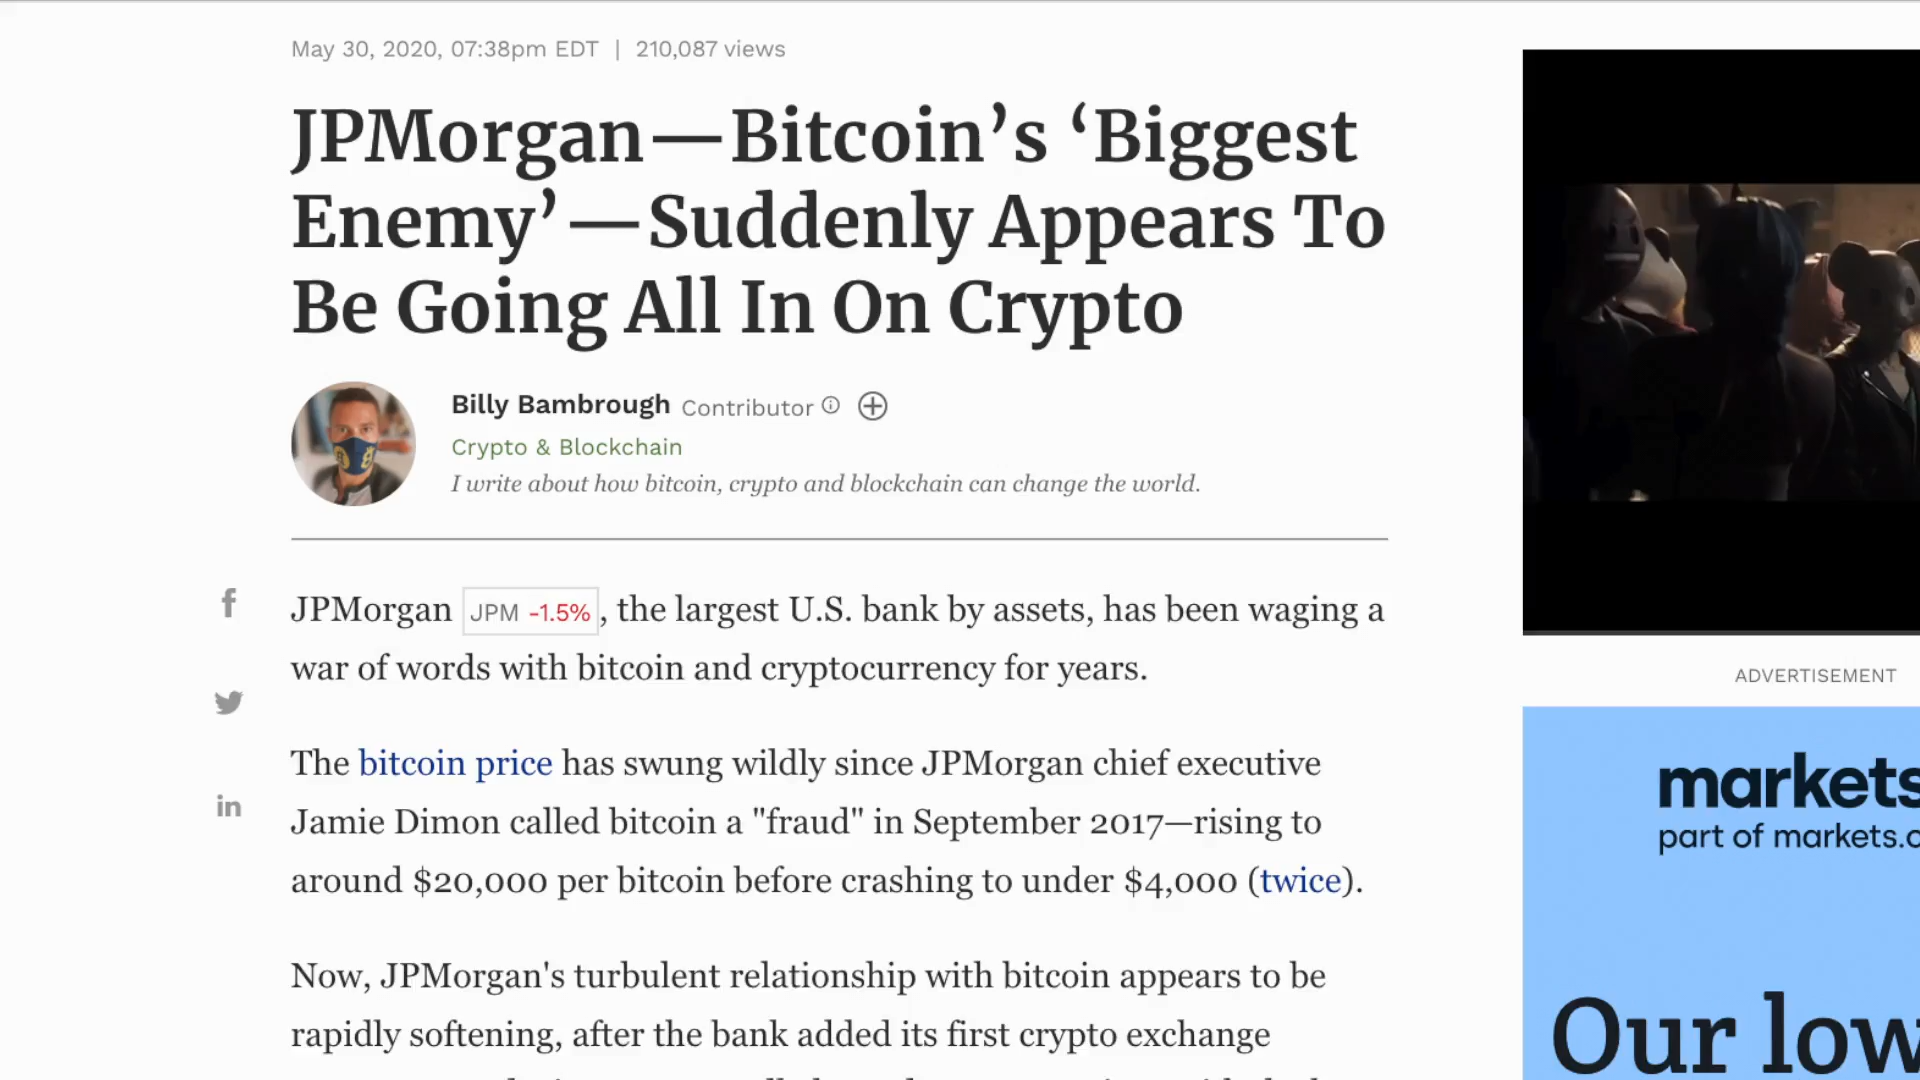 May 30, 2020, 07:38pm EDT | 210,087 views
JPMorgan—Bitcoin’s ‘Biggest
Enemy’—Suddenly Appears To
Be Going All In On Crypto
Billy Bambrough Contributor
Crypto & Blockchain
I write about how bitcoin, crypto and blockchain can change the world.
JPMorgan JPM -1.5%, the largest U.S. bank by assets, has been waging a
war of words with bitcoin and cryptocurrency for years.
The bitcoin price has swung wildly since JPMorgan chief executive
Jamie Dimon called bitcoin a "fraud" in September 2017—rising to
around $20,000 per bitcoin before crashing to under $4,000 (twice).
Now, JPMorgan's turbulent relationship with bitcoin appears to be
rapidly softening, after the bank added its first crypto exchange
ADVERTISEMENT
markets
part of markets.c
Our low